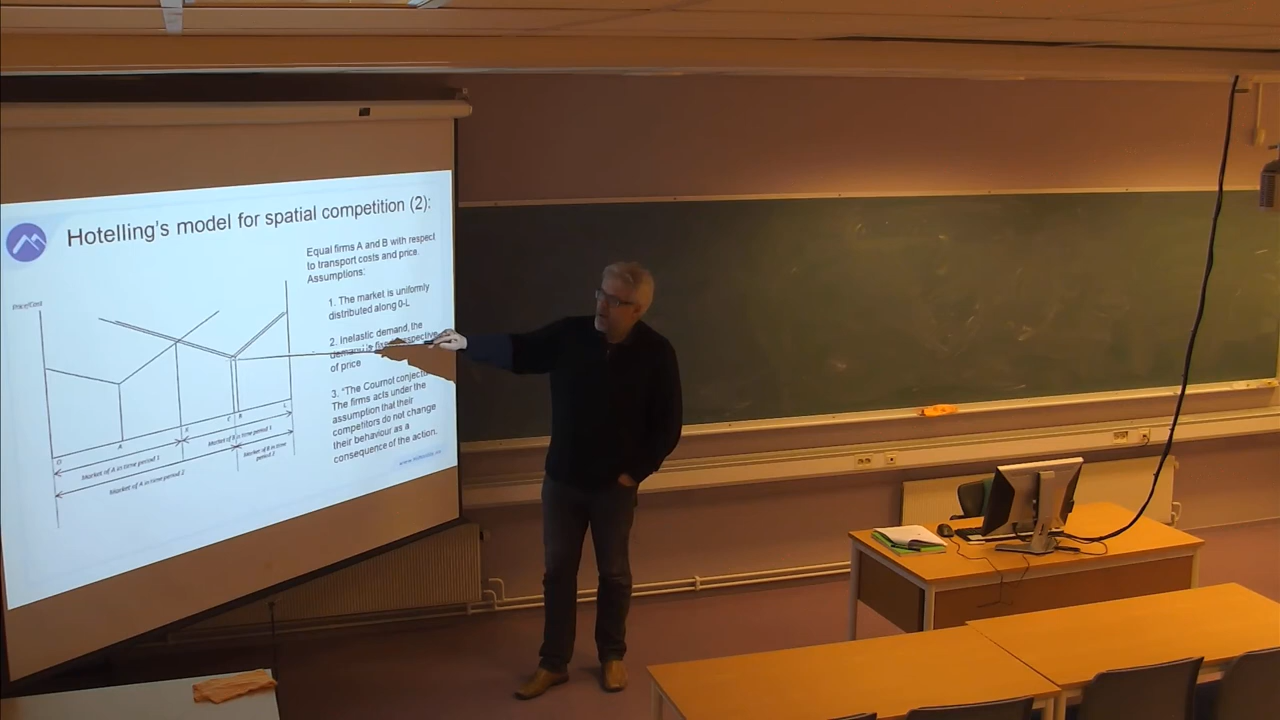 Hotelling's model for spatial competition (2):
Equal firms A and B with respect
to transport costs and price.
Assumptions:
1. The market is uniformly
distributed along 0-L
2. Inelastic demand, the
demand is fixed
of price
3. "The Cournot
The firms acts under the
assumption that their
competitors do not change
their behaviour as a
consequence of the action.
Price/Cost
O
A
E
B
L
Market of A in time period 1
Market of B in time period 1
Market of A in time period 2
Market of B in time
period 2